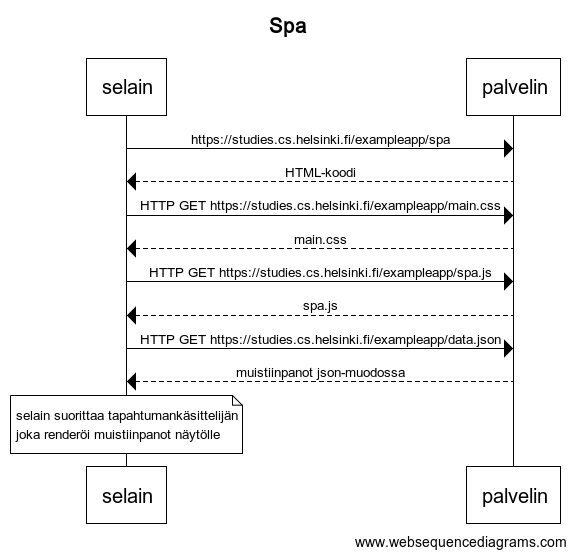 Spa
selain
palvelin
https://studies.cs.helsinki.fi/exampleapp/spa
HTML-koodi
HTTP GET https://studies.cs.helsinki.fi/exampleapp/main.css
main.css
HTTP GET https://studies.cs.helsinki.fi/exampleapp/spa.js
spa.js
HTTP GET https://studies.cs.helsinki.fi/exampleapp/data.json
muistiinpanot json-muodossa
selain suorittaa tapahtumankäsittelijän
joka renderöi muistiinpanot näytölle
selain
palvelin
www.websequencediagrams.com